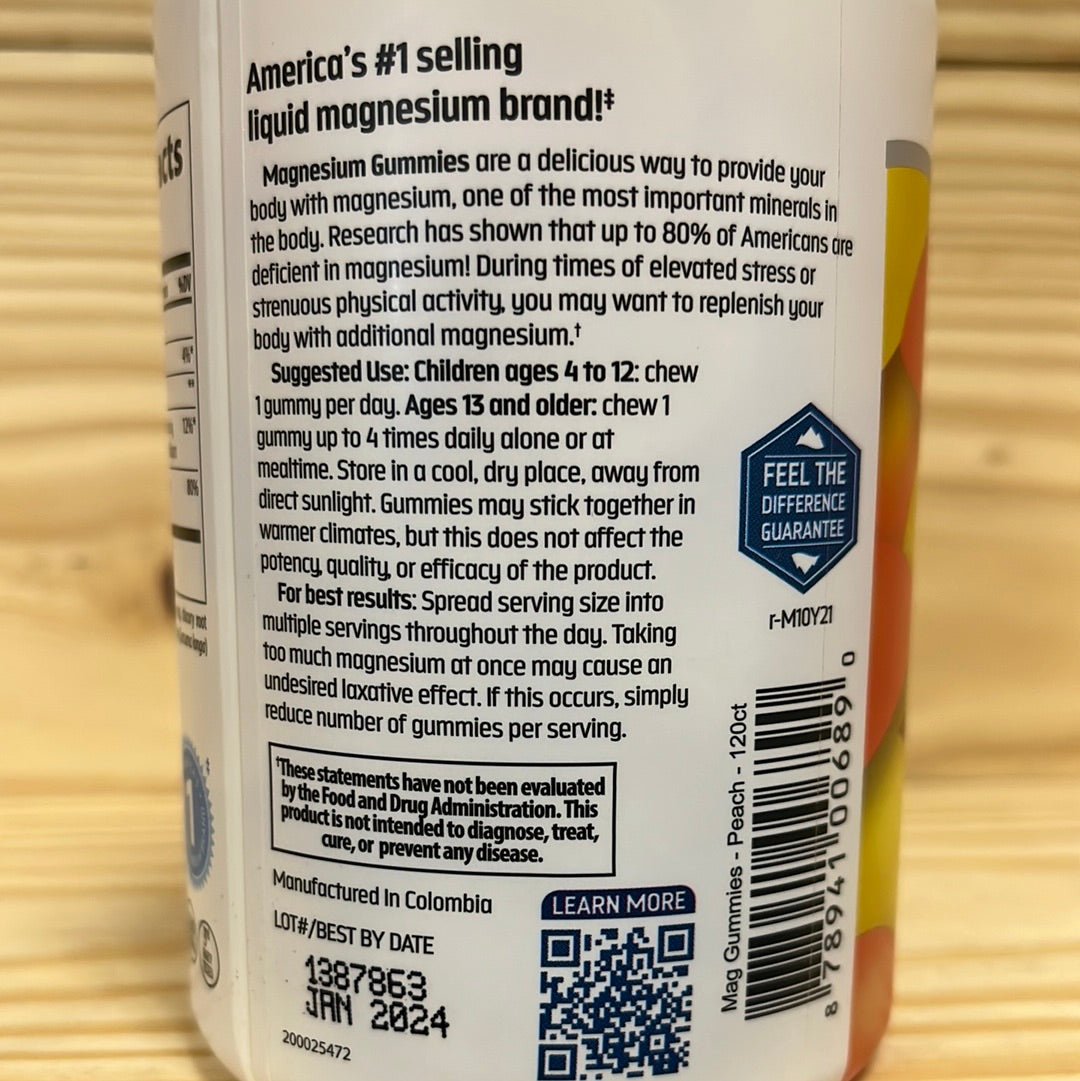 America's #1 selling
liquid magnesium brand!‡
Magnesium Gummies are a delicious way to provide your
body with magnesium, one of the most important minerals in
the body. Research has shown that up to 80% of Americans are
deficient in magnesium! During times of elevated stress or
strenuous physical activity, you may want to replenish your
body with additional magnesium.†
Suggested Use: Children ages 4 to 12: chew
1 gummy per day. Ages 13 and older: chew 1
gummy up to 4 times daily alone or at
mealtime. Store in a cool, dry place, away from
direct sunlight. Gummies may stick together in
warmer climates, but this does not affect the
potency, quality, or efficacy of the product.
For best results: Spread serving size into
multiple servings throughout the day. Taking
too much magnesium at once may cause an
undesired laxative effect. If this occurs, simply
reduce number of gummies per serving.
†These statements have not been evaluated
by the Food and Drug Administration. This
product is not intended to diagnose, treat,
cure, or prevent any disease.
Manufactured In Colombia
LOT#/BEST BY DATE
1387863
JAN 2024
200025472
LEARN MORE
FEEL THE
DIFFERENCE
GUARANTEE
r-M10Y21
Mag Gummies - Peach - 120ct
8 78941 00689 0
%DV
4%*
**
12%*
80%
root
1